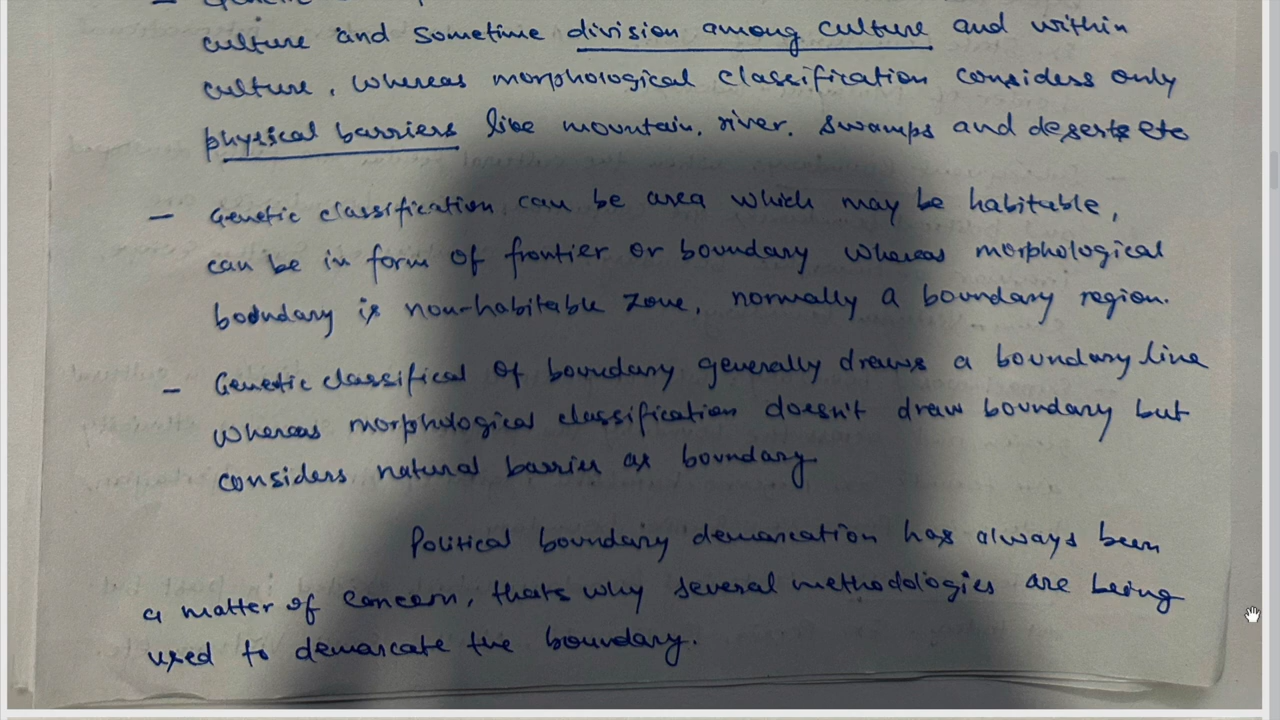 culture and sometime division among culture and within
culture, whereas morphological classification considess only
physical barriers like mountain, river, swamps and desert etc
– Genetic classification can be area which may be habitable,
can be in form of frontier or boundary whereas morphological
boundary is non-habitable zone, normally a boundary region.
– Genetic classifical of boundary generally draws a boundary line
whereas morphological classification doesn't draw boundary but
considers natural barrier as boundary
Political boundary demarcation has always been
a matter of concern, thats why several methodologies are being
used to demarcate the boundary.